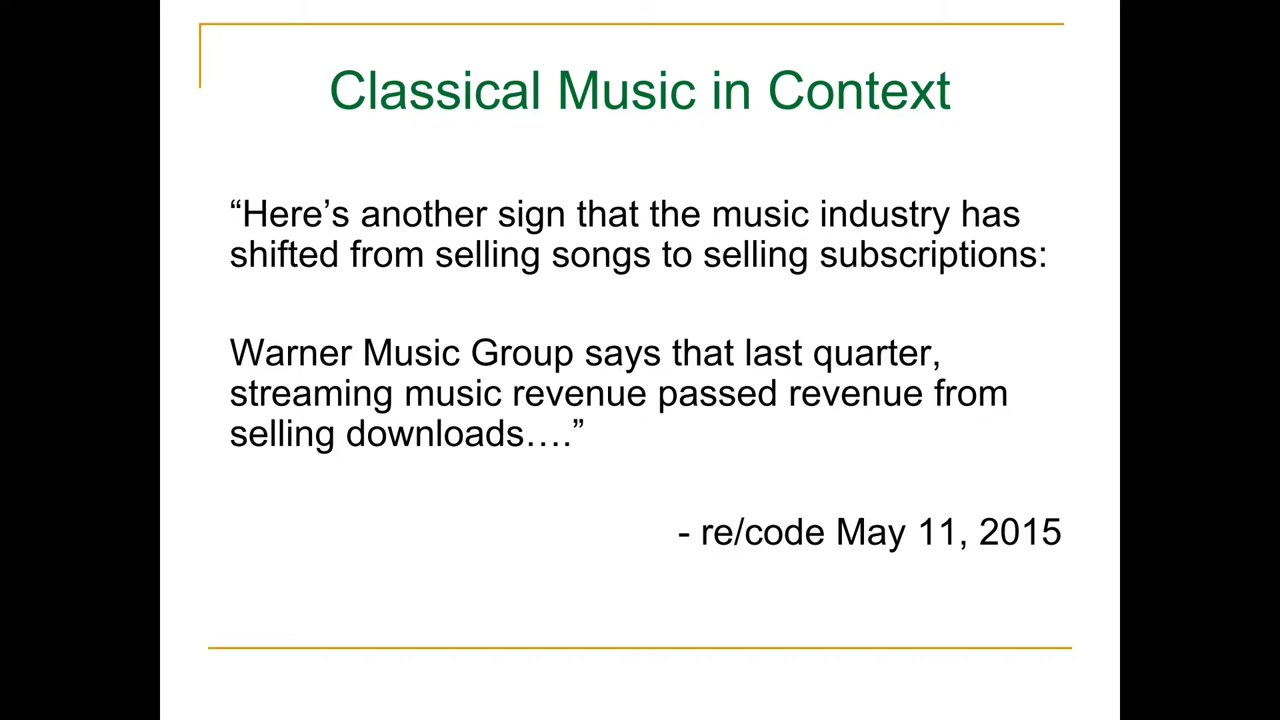 Classical Music in Context
“Here’s another sign that the music industry has
shifted from selling songs to selling subscriptions:
Warner Music Group says that last quarter,
streaming music revenue passed revenue from
selling downloads….”
- re/code May 11, 2015